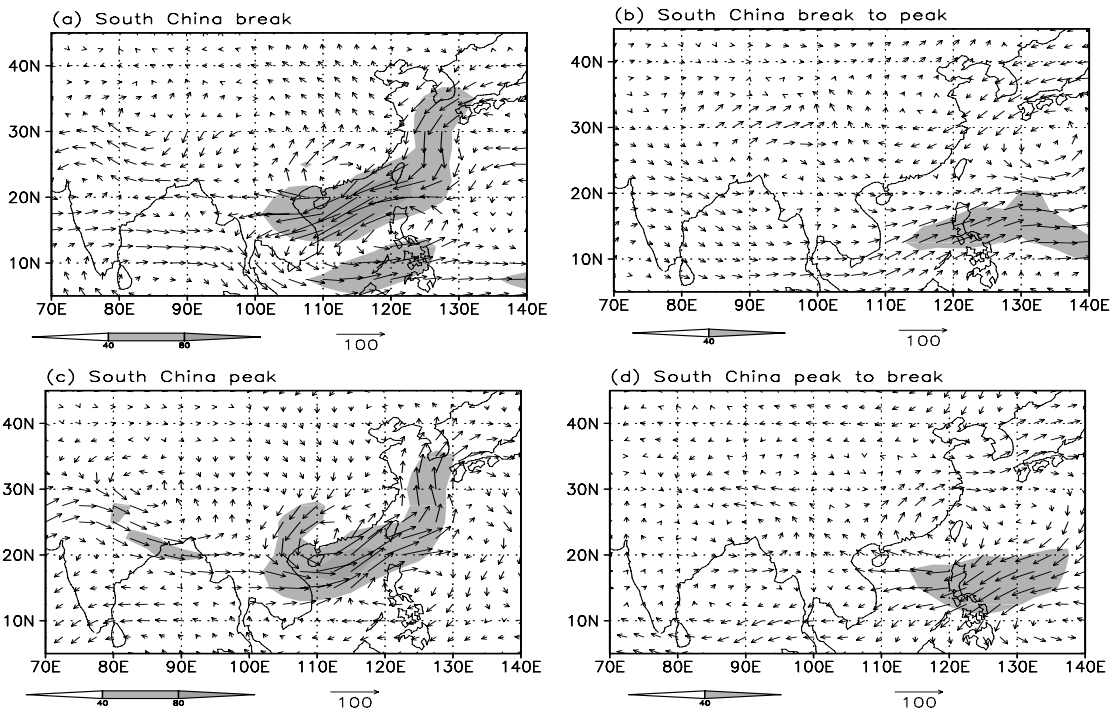 (a) South China break
40N
30N
20N
10N
70E 80E 90E 100E 110E 120E 130E 140E
40 80
100
(b) South China break to peak
40N
30N
20N
10N
70E 80E 90E 100E 110E 120E 130E 140E
40
100
(c) South China peak
40N
30N
20N
10N
70E 80E 90E 100E 110E 120E 130E 140E
40 80
100
(d) South China peak to break
40N
30N
20N
10N
70E 80E 90E 100E 110E 120E 130E 140E
40
100